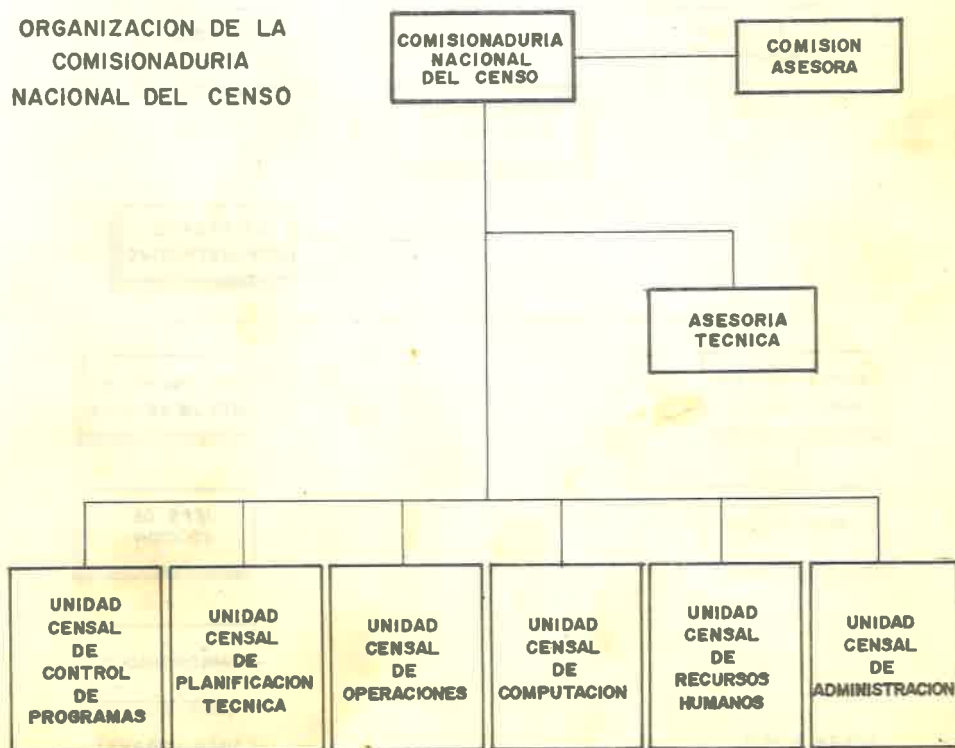 ORGANIZACION DE LA
COMISIONADURIA
NACIONAL DEL CENSO
COMISIONADURIA
NACIONAL
DEL CENSO
COMISION
ASESORA
ASESORIA
TECNICA
UNIDAD
CENSAL
DE
CONTROL
DE
PROGRAMAS
UNIDAD
CENSAL
DE
PLANIFICACION
TECNICA
UNIDAD
CENSAL
DE
OPERACIONES
UNIDAD
CENSAL
DE
COMPUTACION
UNIDAD
CENSAL
DE
RECURSOS
HUMANOS
UNIDAD
CENSAL
DE
ADMINISTRACION